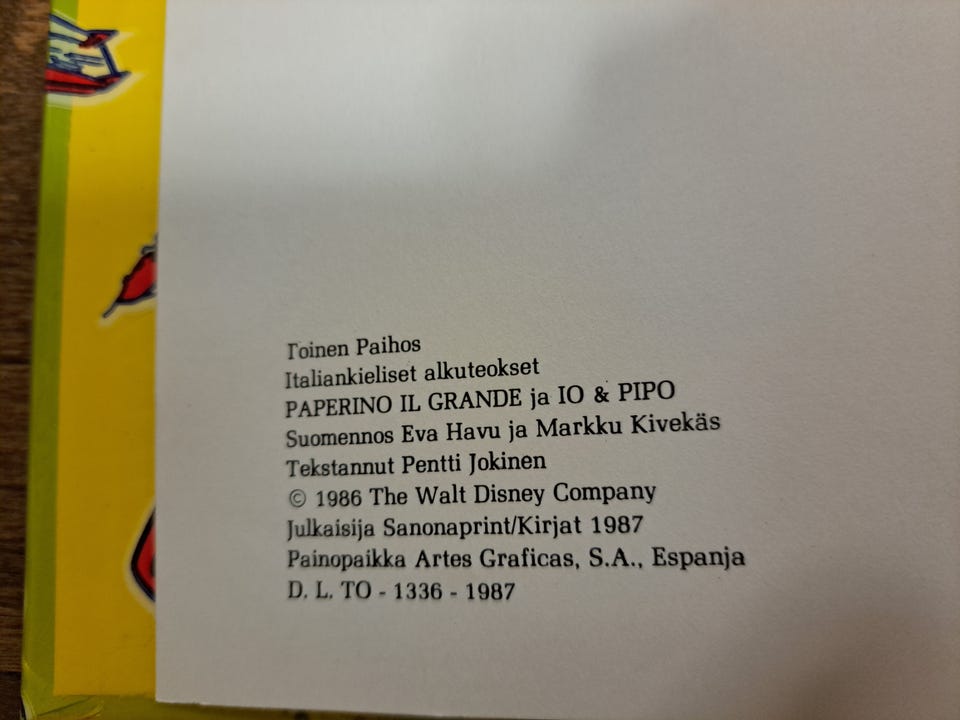 Toinen Paihos
Italiankieliset alkuteokset
PAPERINO IL GRANDE ja IO & PIPO
Suomennos Eva Havu ja Markku Kivekäs
Tekstannut Pentti Jokinen
© 1986 The Walt Disney Company
Julkaisija Sanonaprint/Kirjat 1987
Painopaikka Artes Graficas, S.A., Espanja
D. L. TO - 1336 - 1987